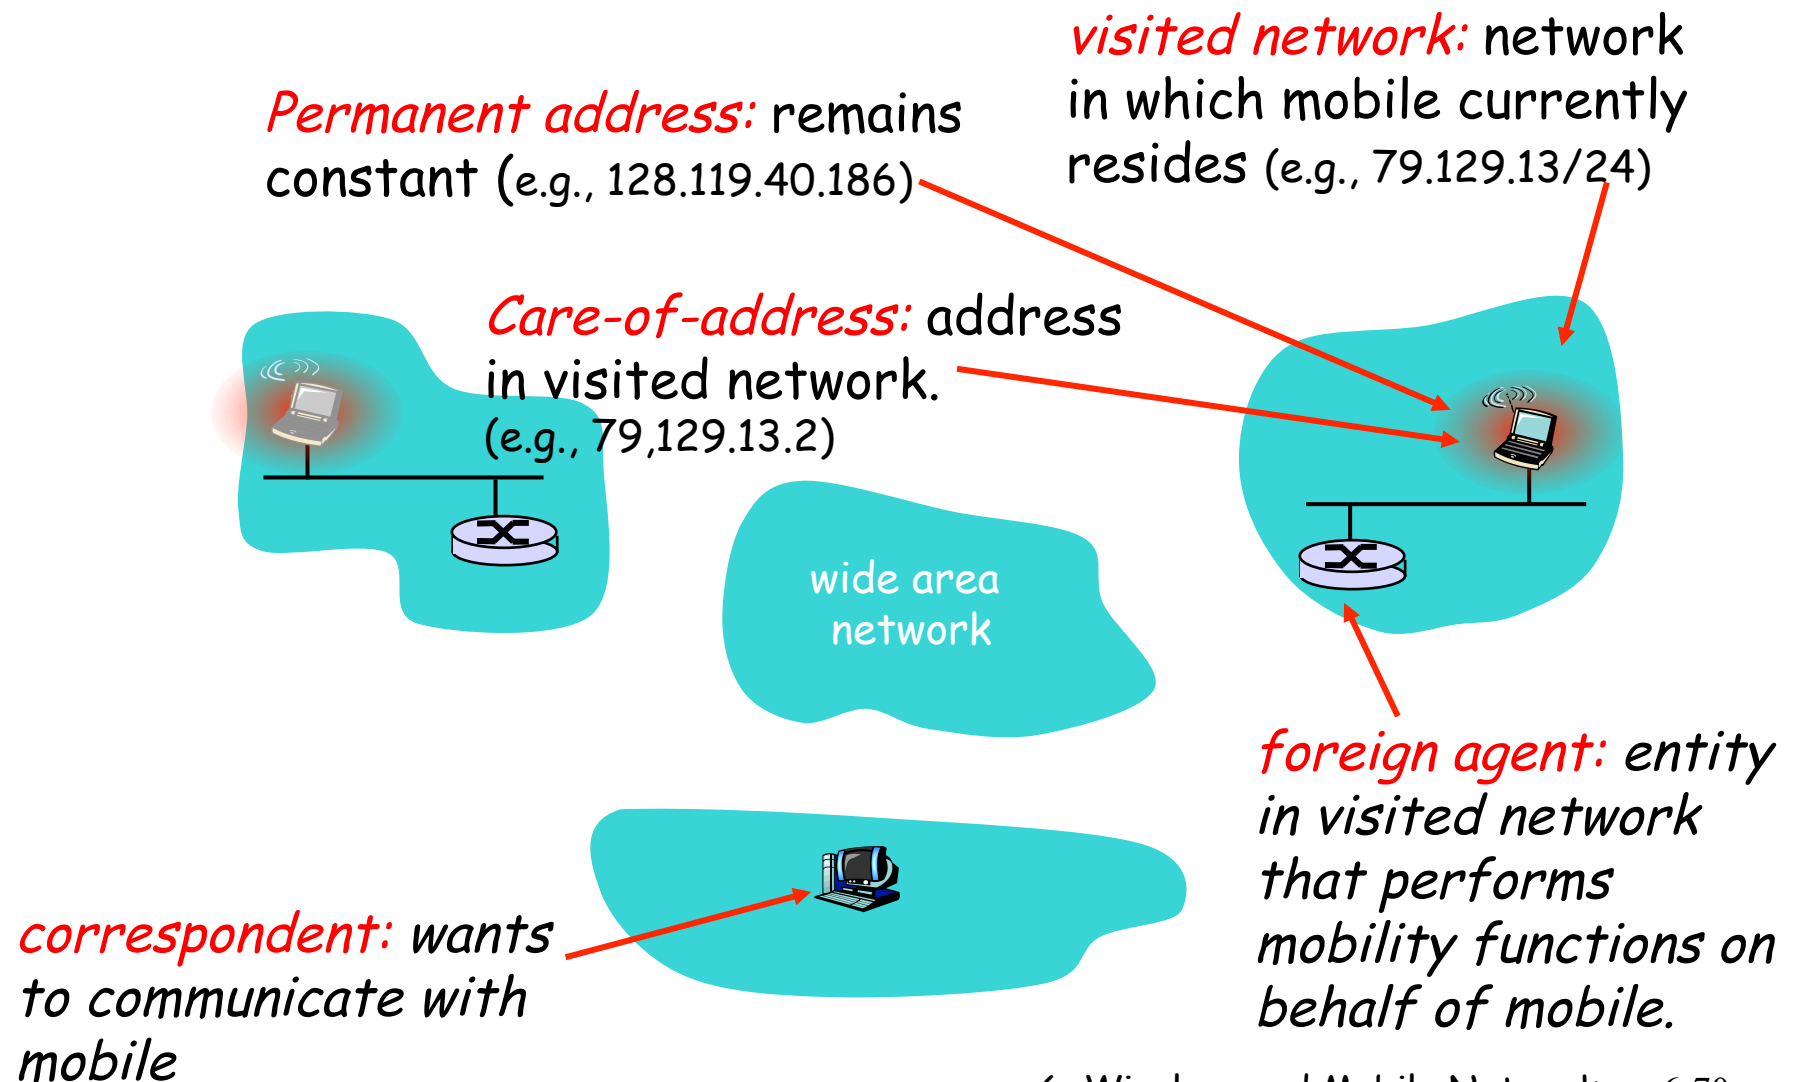 visited network: network
in which mobile currently
resides (e.g., 79.129.13/24)
Permanent address: remains
constant (e.g., 128.119.40.186)
Care-of-address: address
in visited network.
(e.g., 79,129.13.2)
wide area
network
foreign agent: entity
in visited network
that performs
mobility functions on
behalf of mobile.
correspondent: wants
to communicate with
mobile